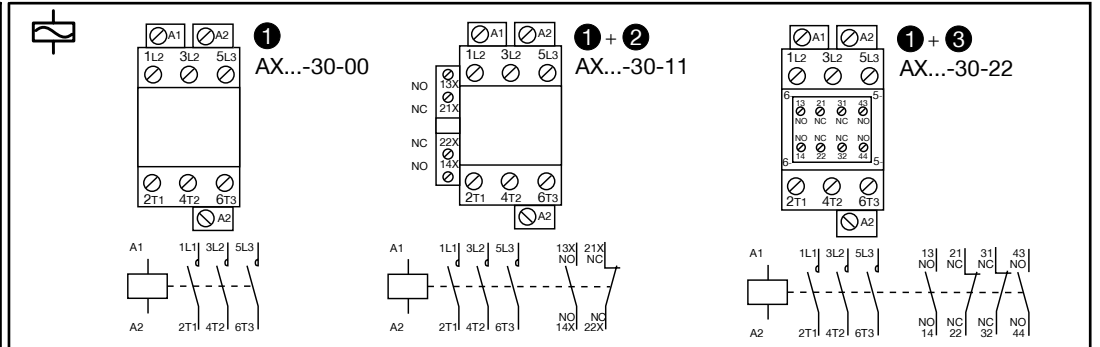 A1 A2
1L2 3L2 5L3
2T1 4T2 6T3
A2
1
AX...-30-00
A1 1L1 3L2 5L3
A2 2T1 4T2 6T3
A1 A2
1L2 3L2 5L3
NO 13X
NC 21X
NC 22X
NO 14X
2T1 4T2 6T3
A2
1 + 2
AX...-30-11
A1 1L1 3L2 5L3 13X 21X
NO NC
NO NC
A2 2T1 4T2 6T3 14X 22X
A1 A2
1L2 3L2 5L3
6 5
13 21 31 43
NO NC NC NO
NO NC NC NO
14 22 32 44
6 5
2T1 4T2 6T3
A2
1 + 3
AX...-30-22
A1 1L1 3L2 5L3 13 21 31 43
NO NC NC NO
NO NC NC NO
A2 2T1 4T2 6T3 14 22 32 44